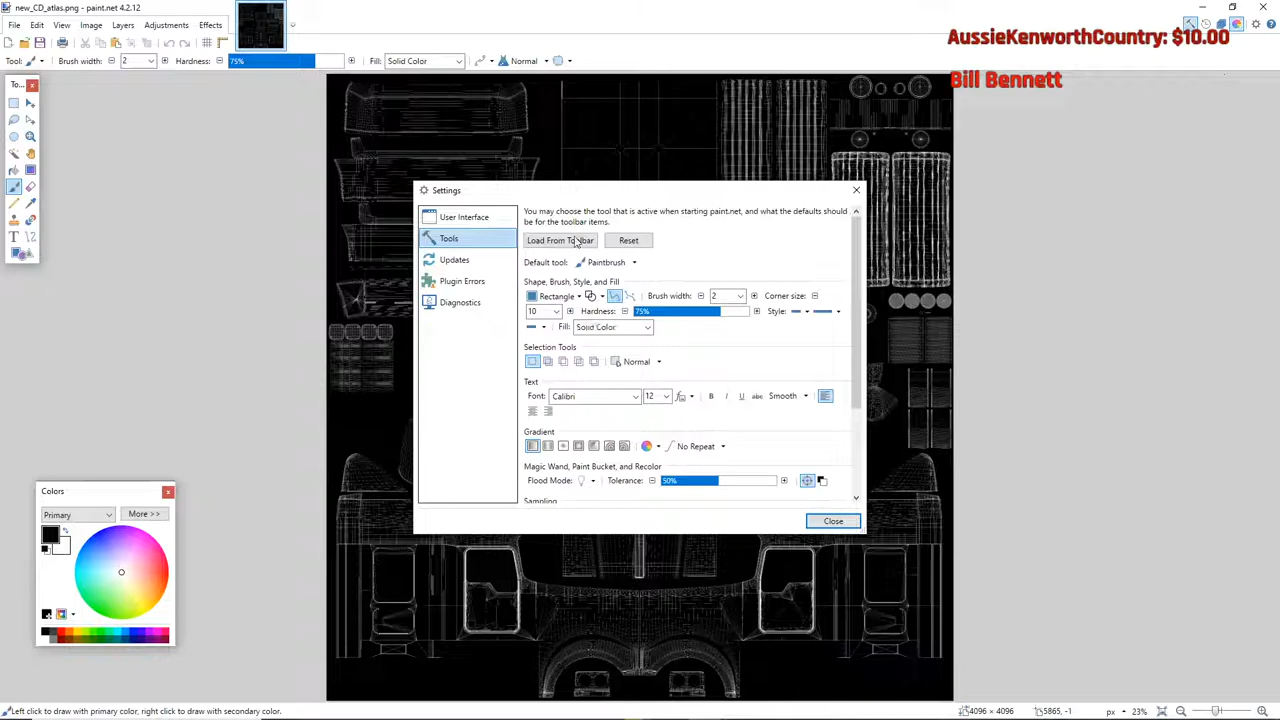 new_CD_atlas.png - paint.net 4.2.12
File Edit View Image Layers Adjustments Effects
AussieKenworthCountry: $10.00
Tool: Brush width: 2 Hardness: 75% Fill: Solid Color Normal
Bill Bennett
To...
Settings
User Interface
Tools
Updates
Plugin Errors
Diagnostics
You may choose the tool that is active when starting paint.net, and what the defaults should
be for the toolbar items.
Load From Toolbar Reset
Default tool: Paintbrush
Shape, Brush, Style, and Fill
Rectangle Brush width: 2 Corner size:
10 Hardness: 75% Style:
Fill: Solid Color
Selection Tools
Normal
Text
Font: Calibri 12 B I U abc Smooth
Gradient
No Repeat
Magic Wand, Paint Bucket, and Recolor
Flood Mode: Tolerance: 50%
Sampling
Close
Colors
Primary More >>
Left click to draw with primary color, right click to draw with secondary color.
4096 × 4096 5865, -1 px 23%